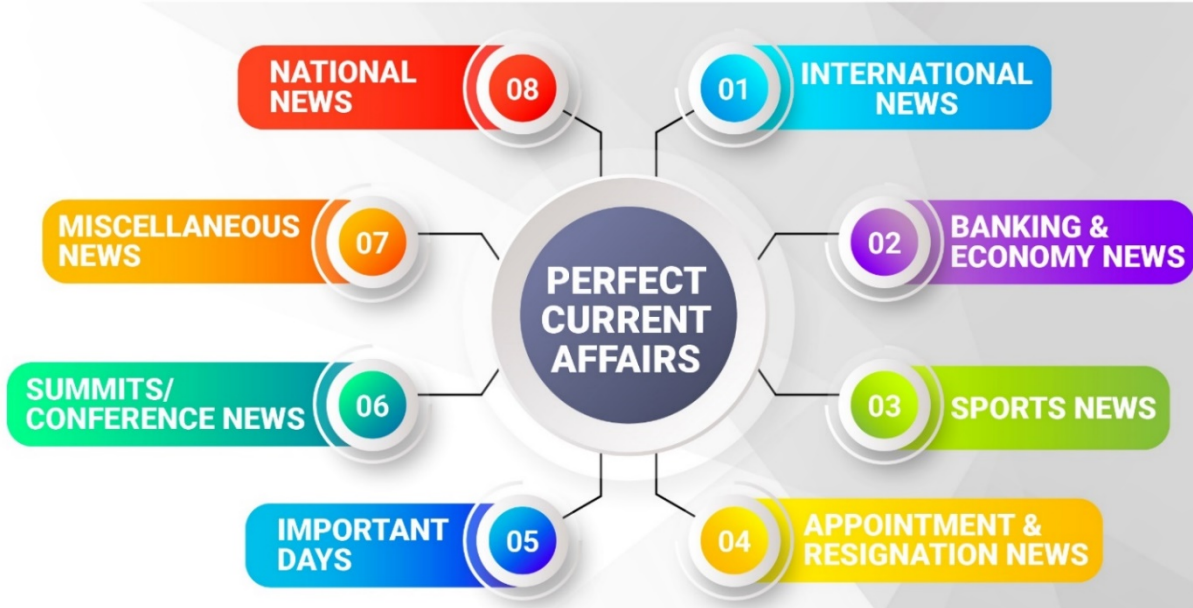 NATIONAL
NEWS
08
01
INTERNATIONAL
NEWS
MISCELLANEOUS
NEWS
07
02
BANKING &
ECONOMY NEWS
PERFECT
CURRENT
AFFAIRS
SUMMITS/
CONFERENCE NEWS
06
03
SPORTS NEWS
IMPORTANT
DAYS
05
04
APPOINTMENT &
RESIGNATION NEWS